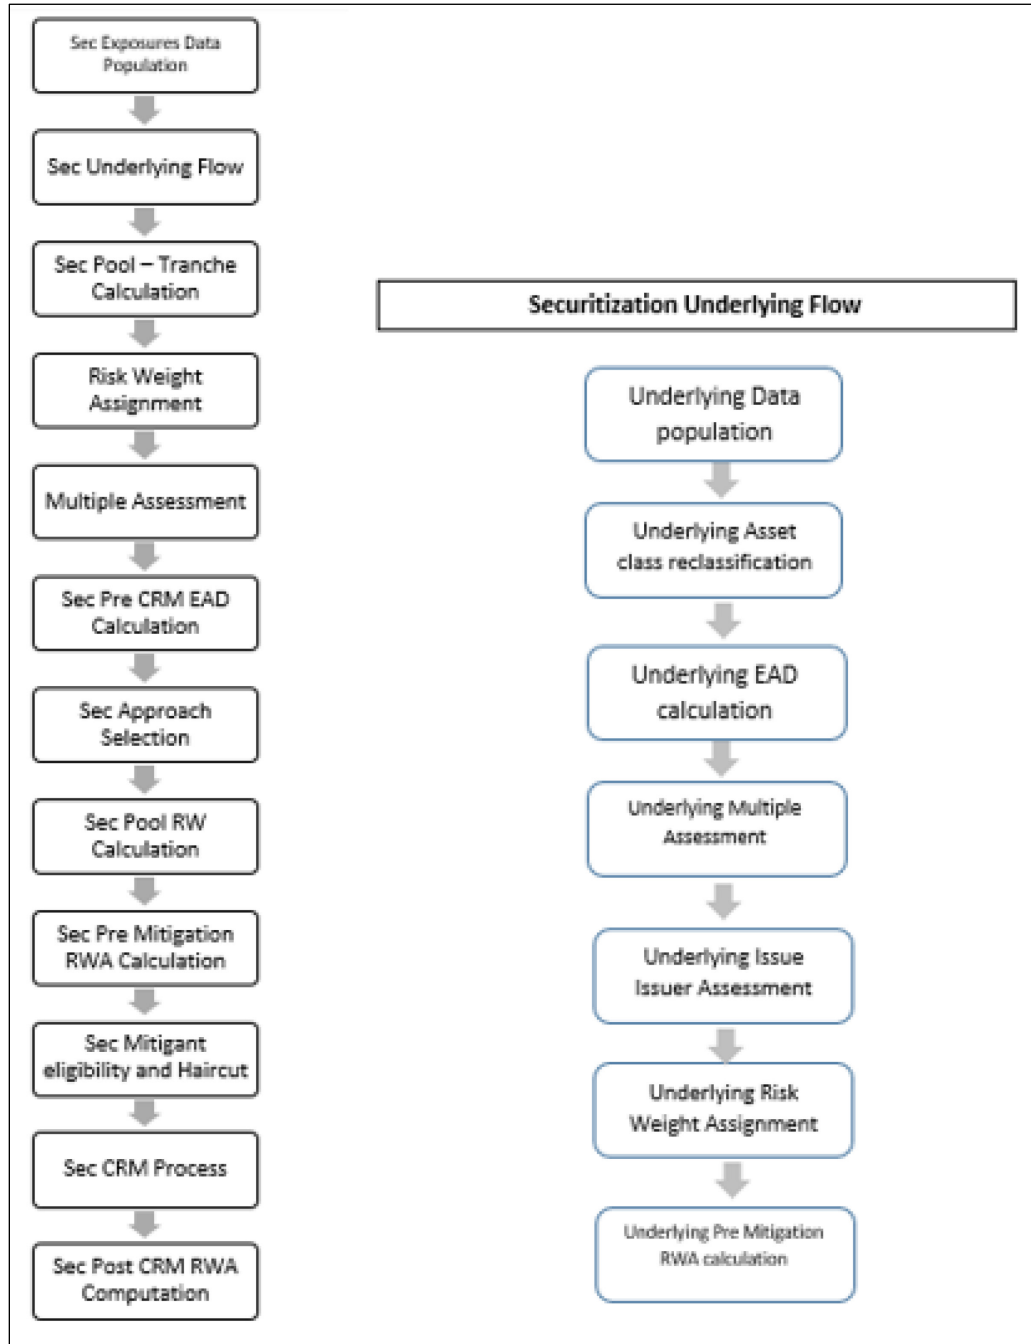 Sec Exposures Data
Population
Sec Underlying Flow
Sec Pool – Tranche
Calculation
Risk Weight
Assignment
Multiple Assessment
Sec Pre CRM EAD
Calculation
Sec Approach
Selection
Sec Pool RW
Calculation
Sec Pre Mitigation
RWA Calculation
Sec Mitigant
eligibility and Haircut
Sec CRM Process
Sec Post CRM RWA
Computation
Securitization Underlying Flow
Underlying Data
population
Underlying Asset
class reclassification
Underlying EAD
calculation
Underlying Multiple
Assessment
Underlying Issue
Issuer Assessment
Underlying Risk
Weight Assignment
Underlying Pre Mitigation
RWA calculation